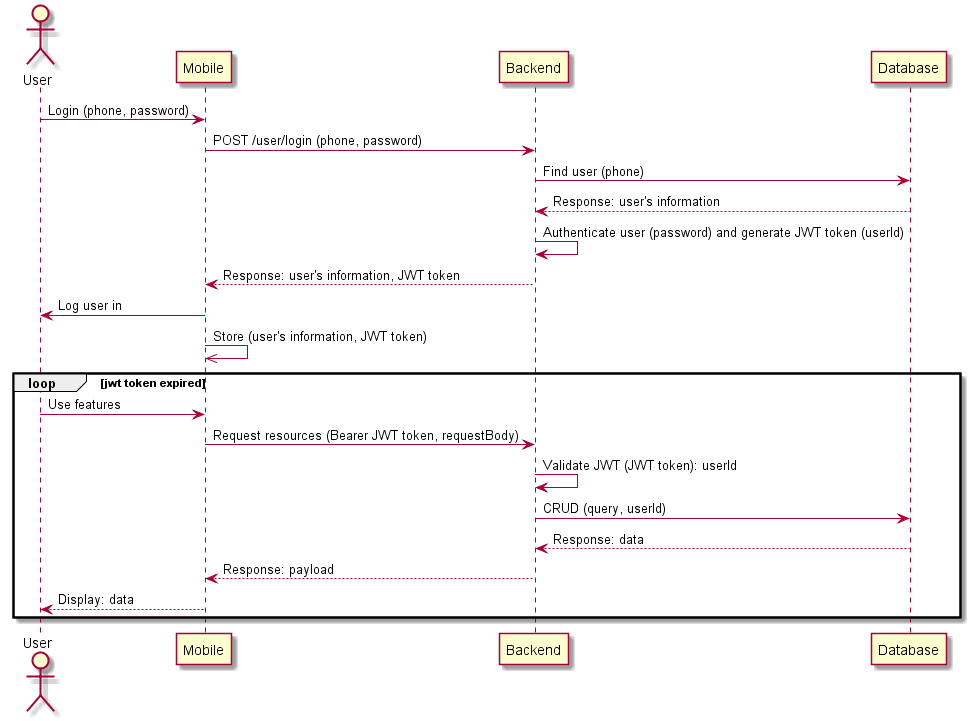 User
Mobile
Backend
Database
Login (phone, password)
POST /user/login (phone, password)
Find user (phone)
Response: user's information
Authenticate user (password) and generate JWT token (userId)
Response: user's information, JWT token
Log user in
Store (user's information, JWT token)
loop [jwt token expired]
Use features
Request resources (Bearer JWT token, requestBody)
Validate JWT (JWT token): userId
CRUD (query, userId)
Response: data
Response: payload
Display: data
User
Mobile
Backend
Database